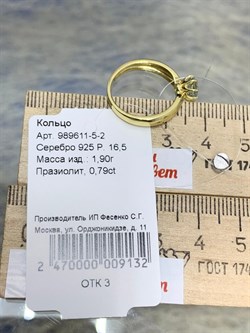 Кольцо
Арт. 989611-5-2
Серебро 925 Р. 16,5
Масса изд.: 1,90г
Празиолит, 0,79ct
Производитель ИП Фесенко С.Г.
Москва, ул. Орджоникидзе, д. 11
2 470000 009132
ОТК 3
ГОСТ 174